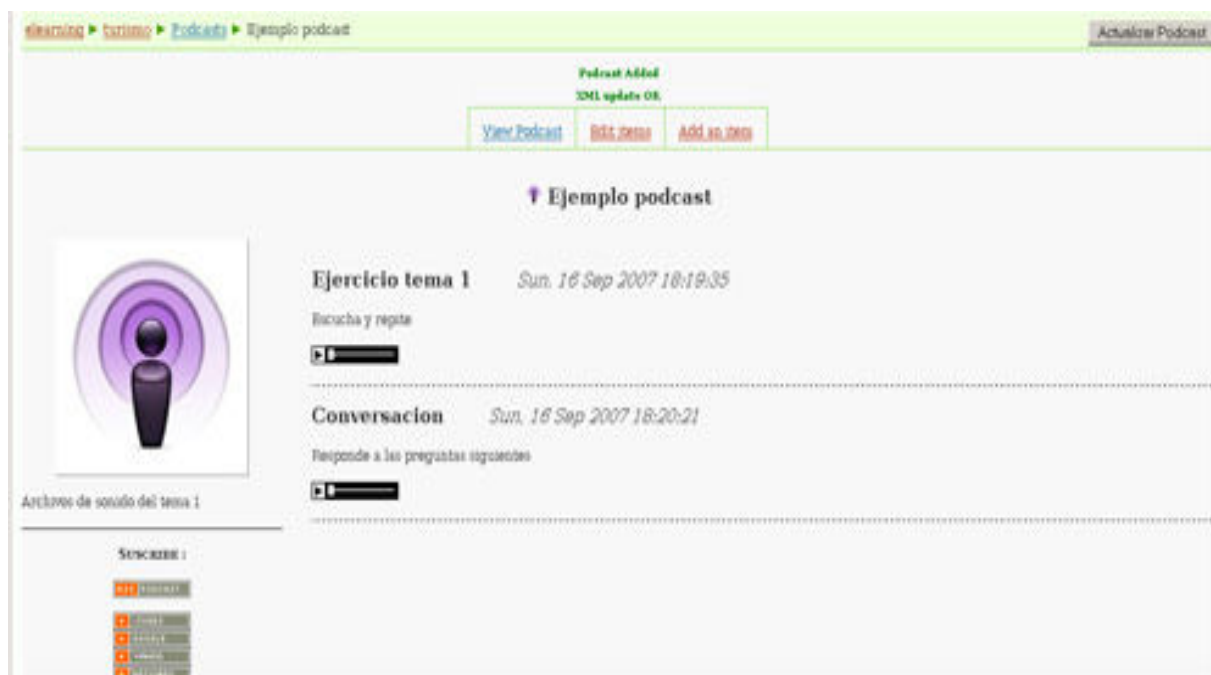 elearning ► turismo ► Podcasts ► Ejemplo podcast
Actualizar Podcast
Podcast Added
XML update OK
View Podcast Edit items Add an item
Ejemplo podcast
Ejercicio tema 1 Sun, 16 Sep 2007 18:19:35
Escucha y repite
Conversacion Sun, 16 Sep 2007 18:20:21
Responde a las preguntas siguientes
Archivos de sonido del tema 1
SUSCRIBIR :
PODCAST